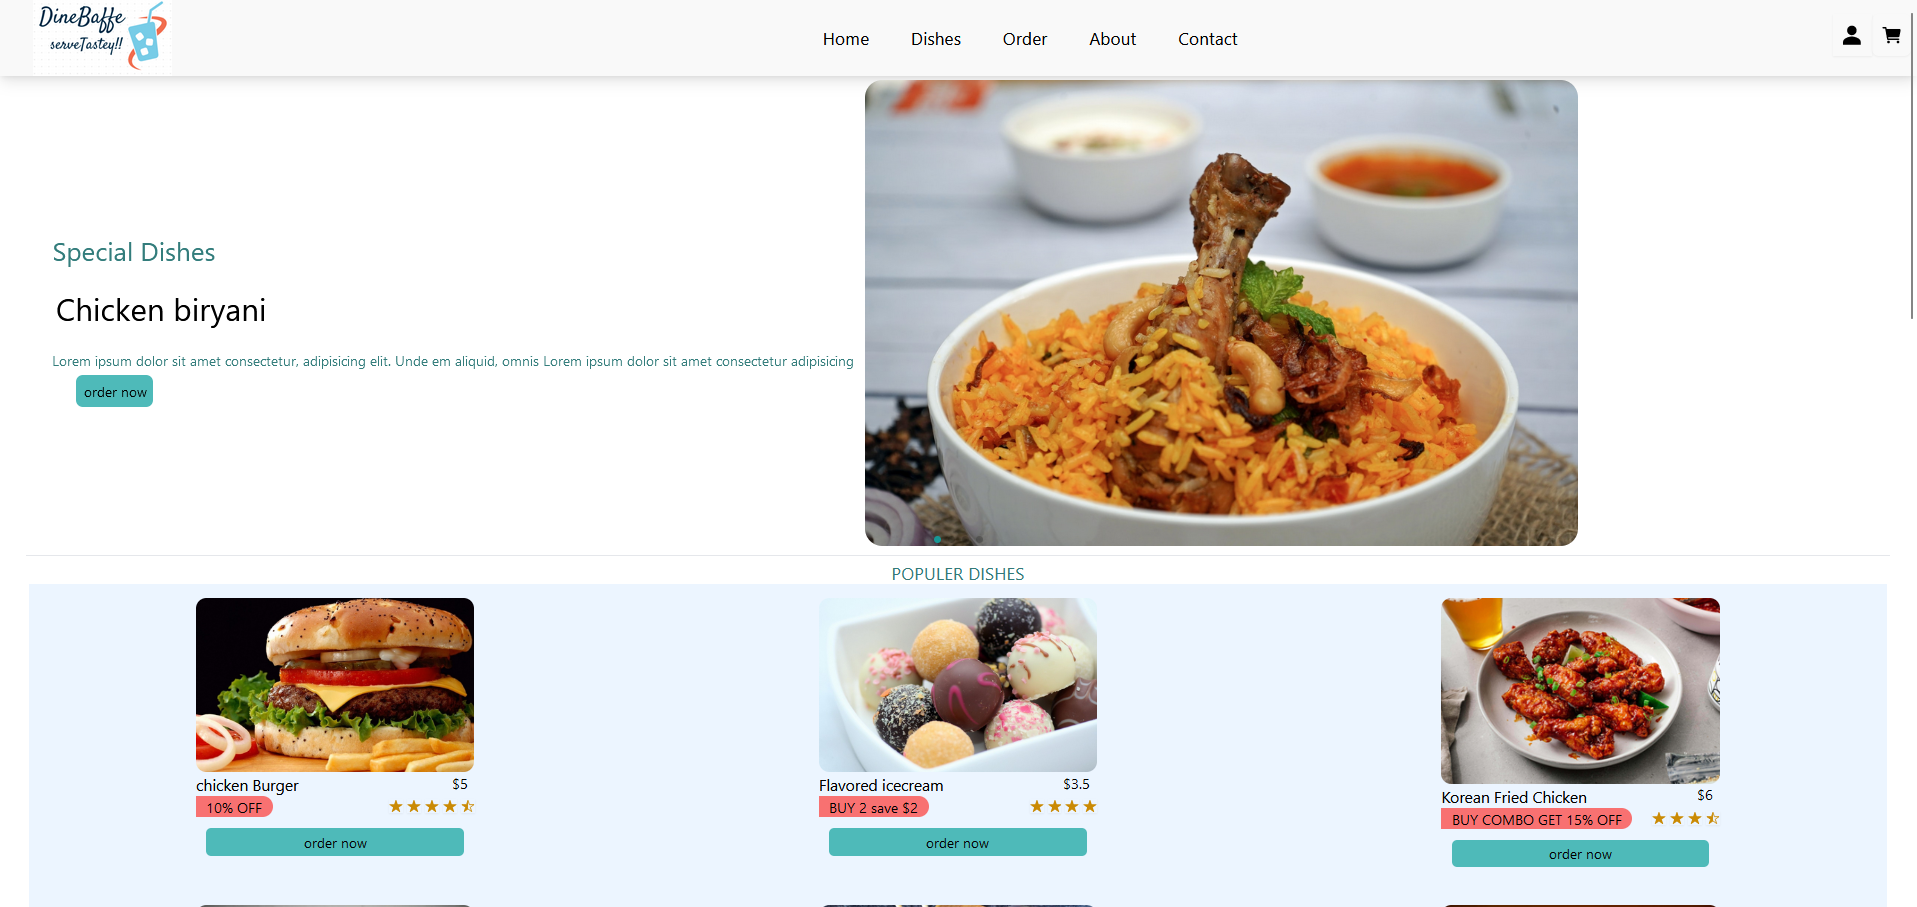 DineBaffe
serveTastey!!
Home Dishes Order About Contact
Special Dishes
Chicken biryani
Lorem ipsum dolor sit amet consectetur, adipisicing elit. Unde em aliquid, omnis Lorem ipsum dolor sit amet consectetur adipisicing
order now
POPULER DISHES
chicken Burger $5
10% OFF
order now
Flavored icecream $3.5
BUY 2 save $2
order now
Korean Fried Chicken $6
BUY COMBO GET 15% OFF
order now